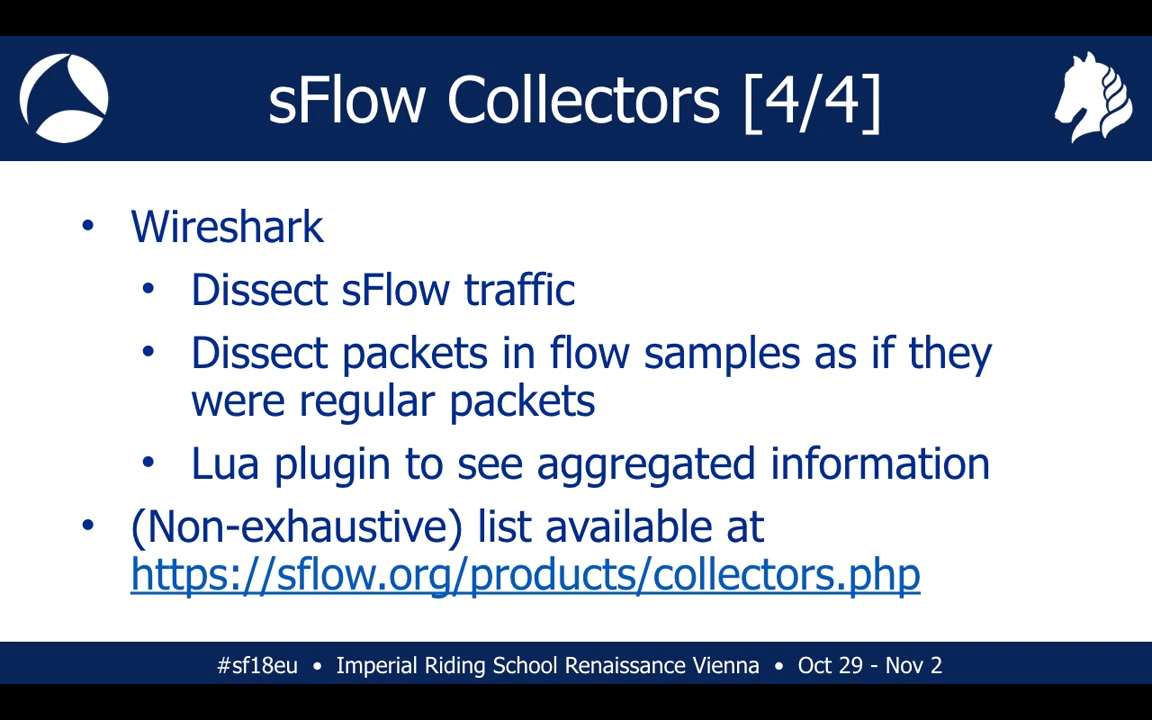 sFlow Collectors [4/4]
• Wireshark
• Dissect sFlow traffic
• Dissect packets in flow samples as if they
were regular packets
• Lua plugin to see aggregated information
• (Non-exhaustive) list available at
https://sflow.org/products/collectors.php
#sf18eu • Imperial Riding School Renaissance Vienna • Oct 29 - Nov 2